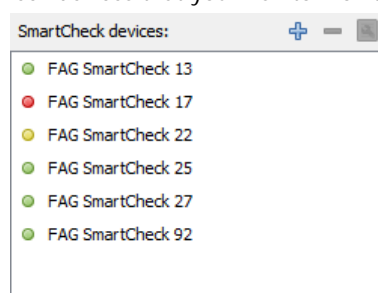 SmartCheck devices:
FAG SmartCheck 13
FAG SmartCheck 17
FAG SmartCheck 22
FAG SmartCheck 25
FAG SmartCheck 27
FAG SmartCheck 92